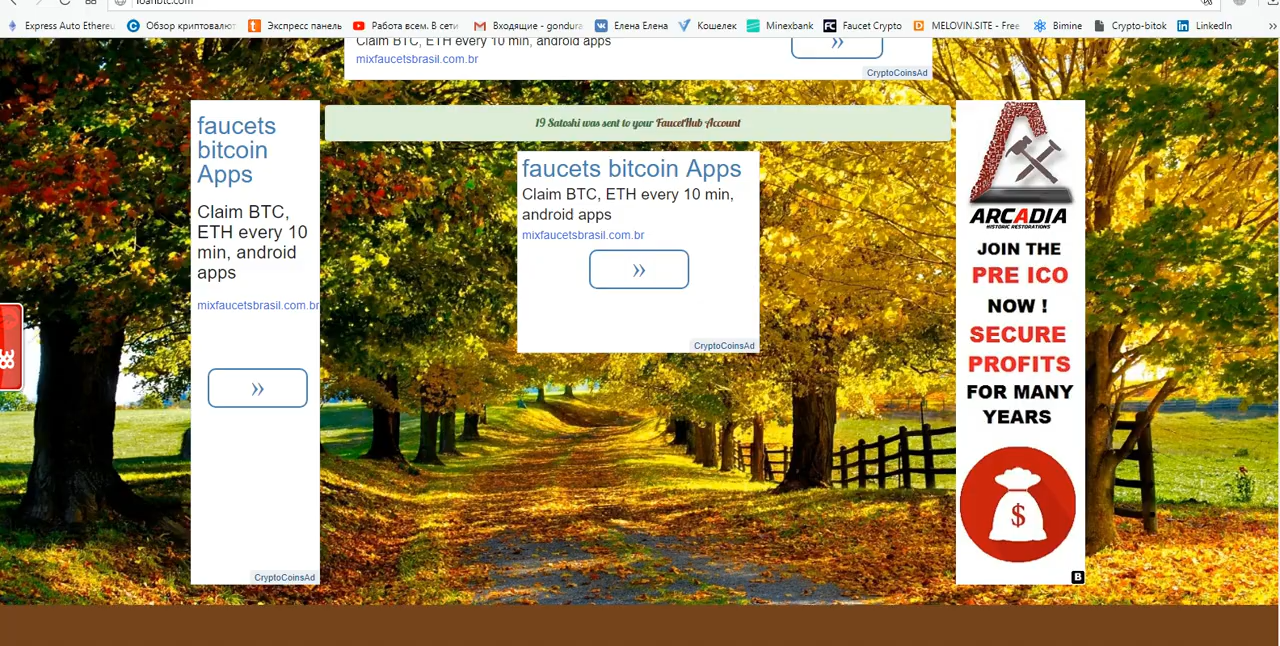 loanbtc.com
Express Auto Ethereu
Обзор криптовалют
Экспресс панель
Работа всем. В сети
Входящие - gondura
Елена Елена
Кошелек
Minexbank
Faucet Crypto
MELOVIN.SITE - Free
Bimine
Crypto-bitok
LinkedIn
Claim BTC, ETH every 10 min, android apps
mixfaucetsbrasil.com.br
»
CryptoCoinsAd
19 Satoshi was sent to your FaucetHub Account
faucets
bitcoin
Apps
Claim BTC,
ETH every 10
min, android
apps
mixfaucetsbrasil.com.br
»
CryptoCoinsAd
faucets bitcoin Apps
Claim BTC, ETH every 10 min,
android apps
mixfaucetsbrasil.com.br
»
CryptoCoinsAd
ARCADIA
HISTORIC RESTORATIONS
JOIN THE
PRE ICO
NOW !
SECURE
PROFITS
FOR MANY
YEARS
$
B